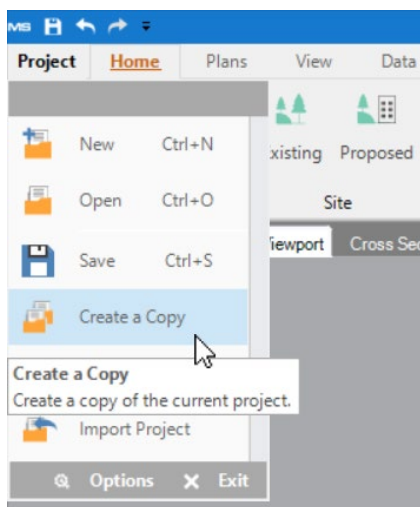 MS
Project Home Plans View Data
New Ctrl+N
xisting Proposed
Open Ctrl+O
Site
Save Ctrl+S
iewport Cross Sec
Create a Copy
Create a Copy
Create a copy of the current project.
Import Project
Options Exit